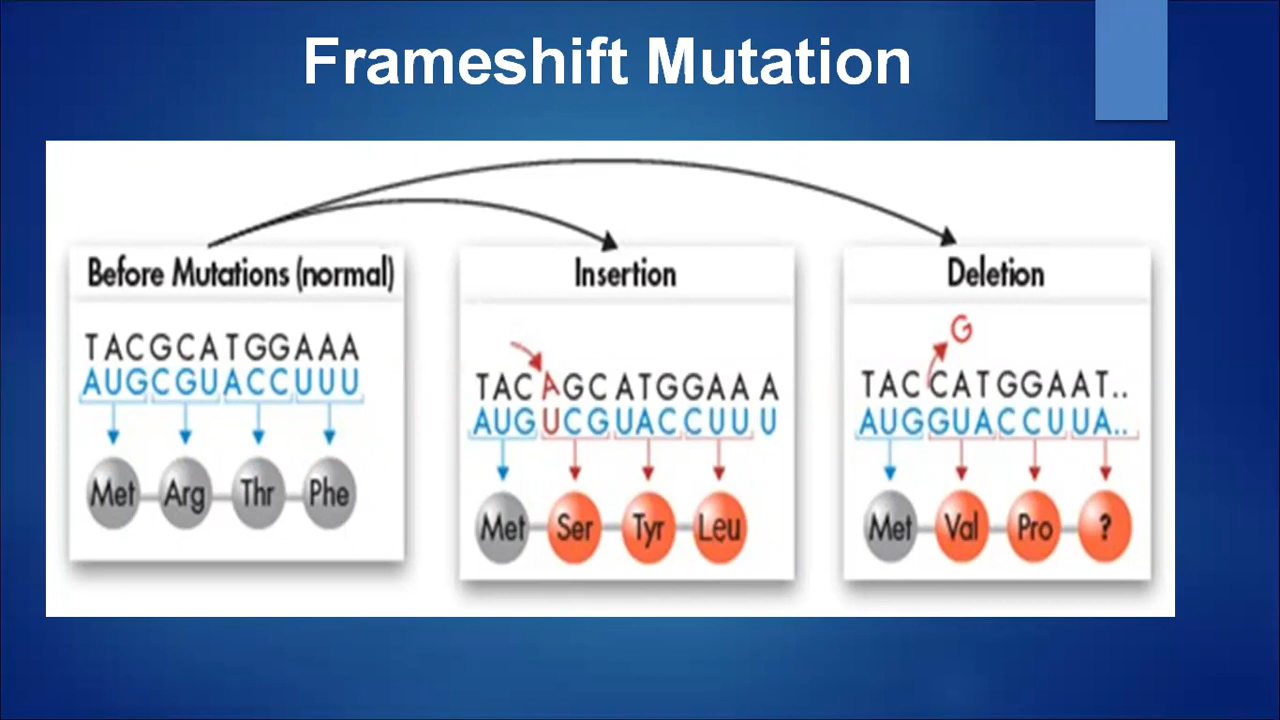 Frameshift Mutation
Before Mutations (normal)
TACGCATGGAAA
AUGCGUACCUUU
Met Arg Thr Phe
Insertion
TACAGCATGGAAA
AUGUCGUACCUUU
Met Ser Tyr Leu
Deletion
G
TACCATGGAAT..
AUGGUACCUUA..
Met Val Pro ?